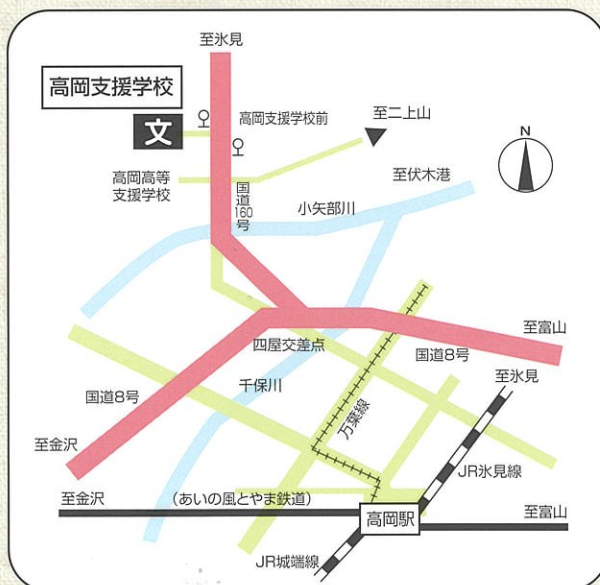 至氷見
高岡支援学校
文
高岡支援学校前
至二上山
N
高岡高等
支援学校
国道
160
号
至伏木港
小矢部川
至富山
四屋交差点
国道8号
至氷見
千保川
国道8号
万葉線
至金沢
JR氷見線
至金沢
(あいの風とやま鉄道)
至富山
高岡駅
JR城端線